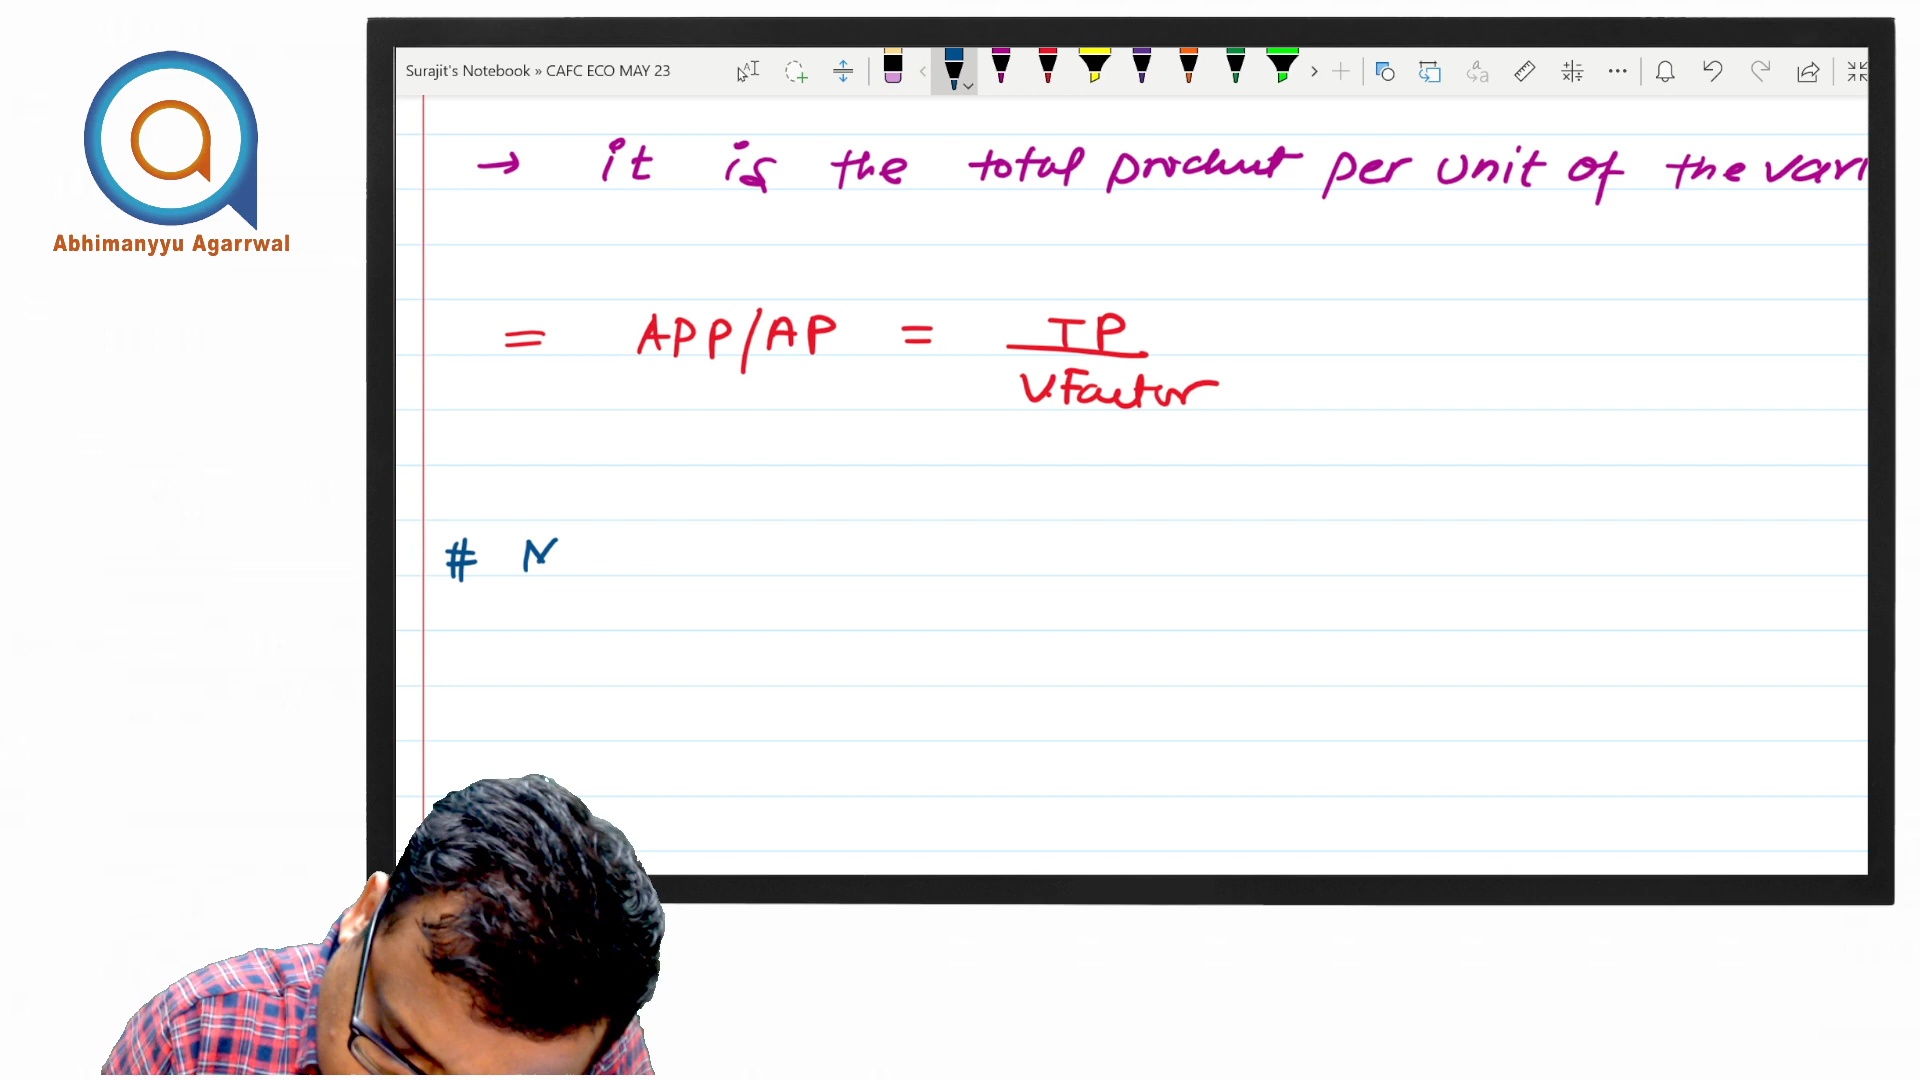 Surajit's Notebook » CAFC ECO MAY 23
Abhimanyyu Agarrwal
→ it is the total product per unit of the vari
= APP/AP = TP
V.Factor
# N